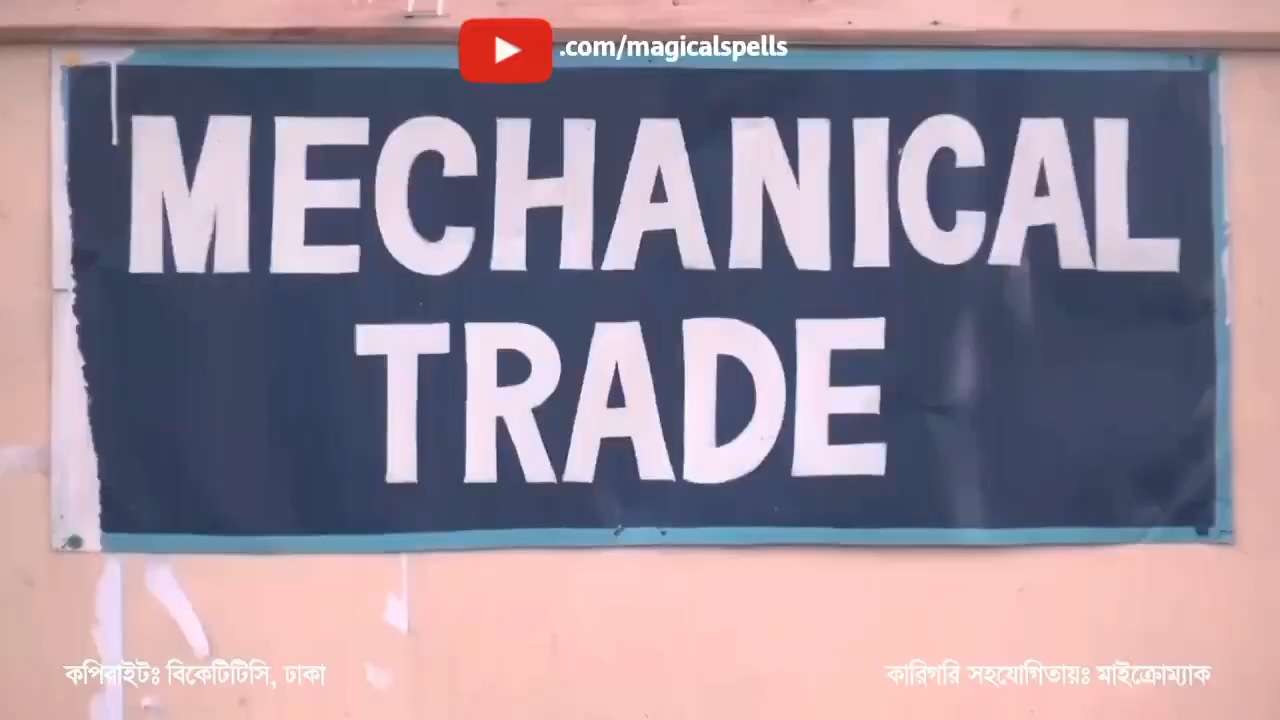 .com/magicalspells
MECHANICAL
TRADE
কপিরাইটঃ বিকেটিটিসি, ঢাকা
কারিগরি সহযোগিতায়ঃ মাইক্রোম্যাক